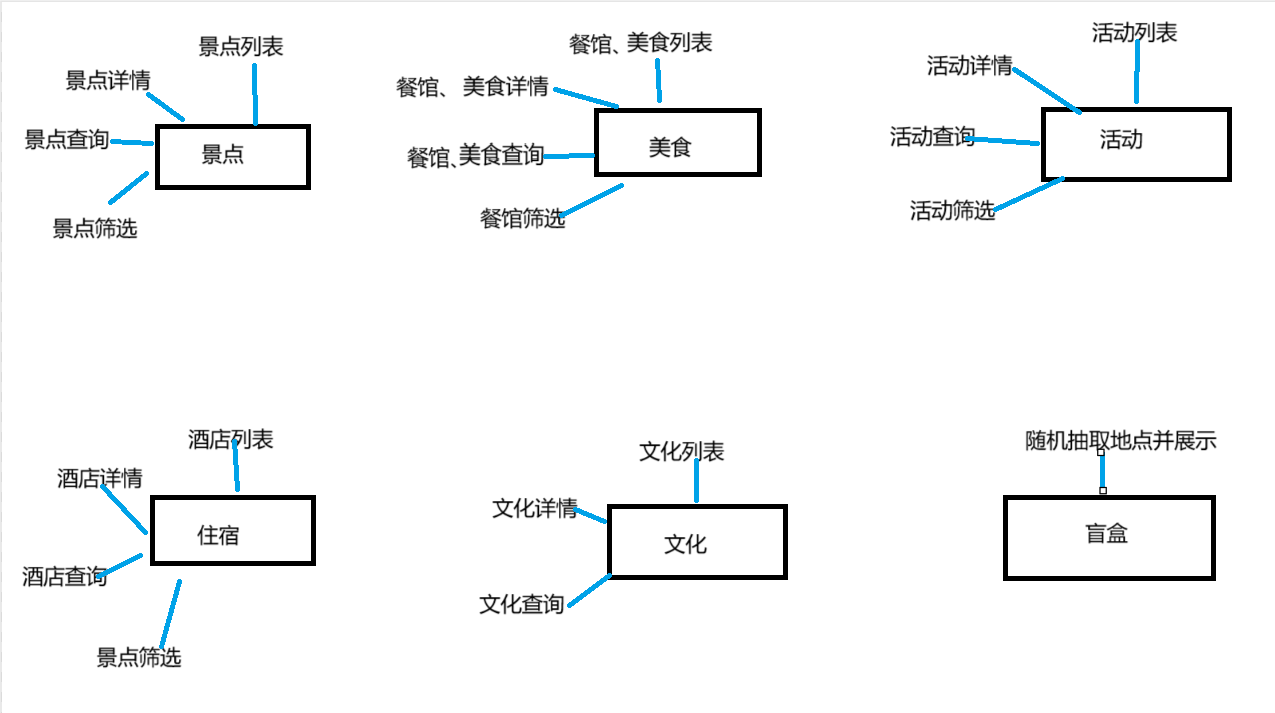 景点列表
景点详情
景点查询
景点
景点筛选
餐馆、美食列表
餐馆、 美食详情
餐馆、美食查询
美食
餐馆筛选
活动列表
活动详情
活动查询
活动
活动筛选
酒店列表
酒店详情
住宿
酒店查询
景点筛选
文化列表
文化详情
文化
文化查询
随机抽取地点并展示
盲盒